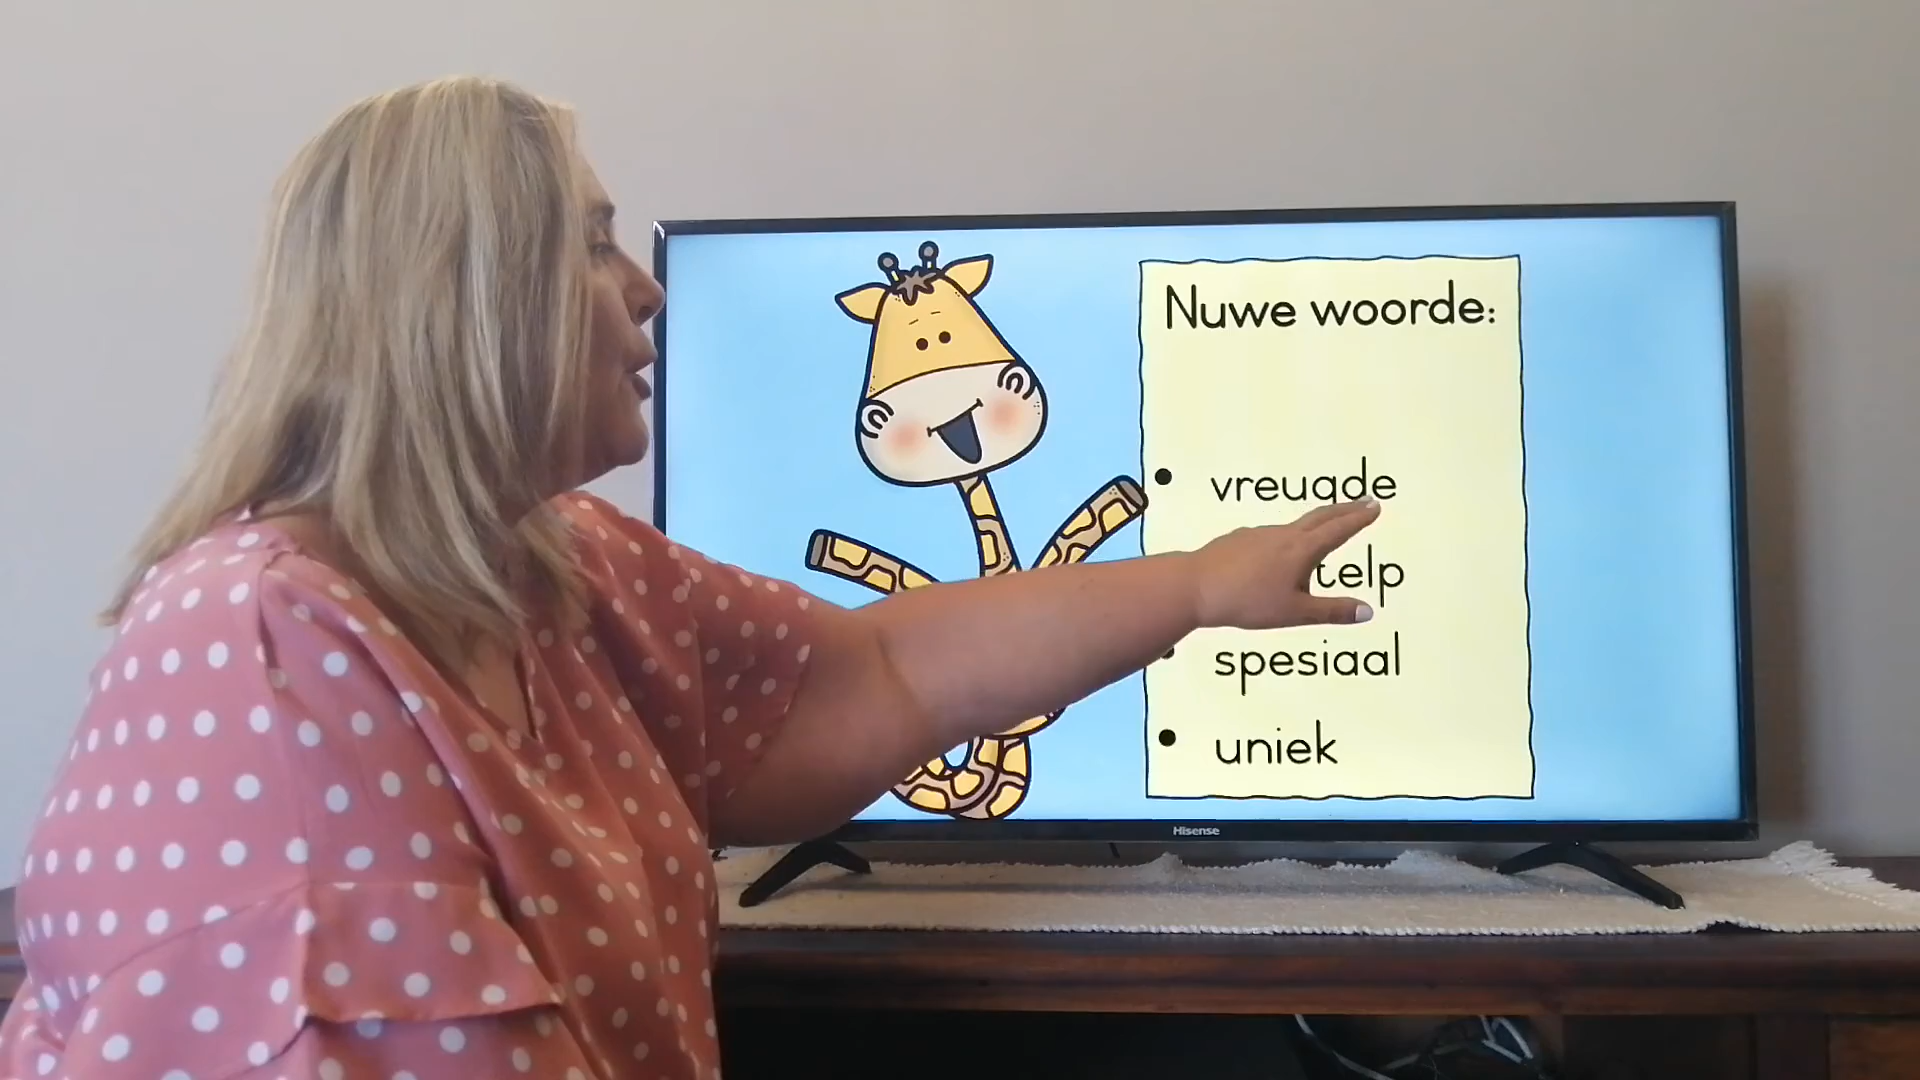 Nuwe woorde:
vreugde
spesiaal
uniek
Hisense